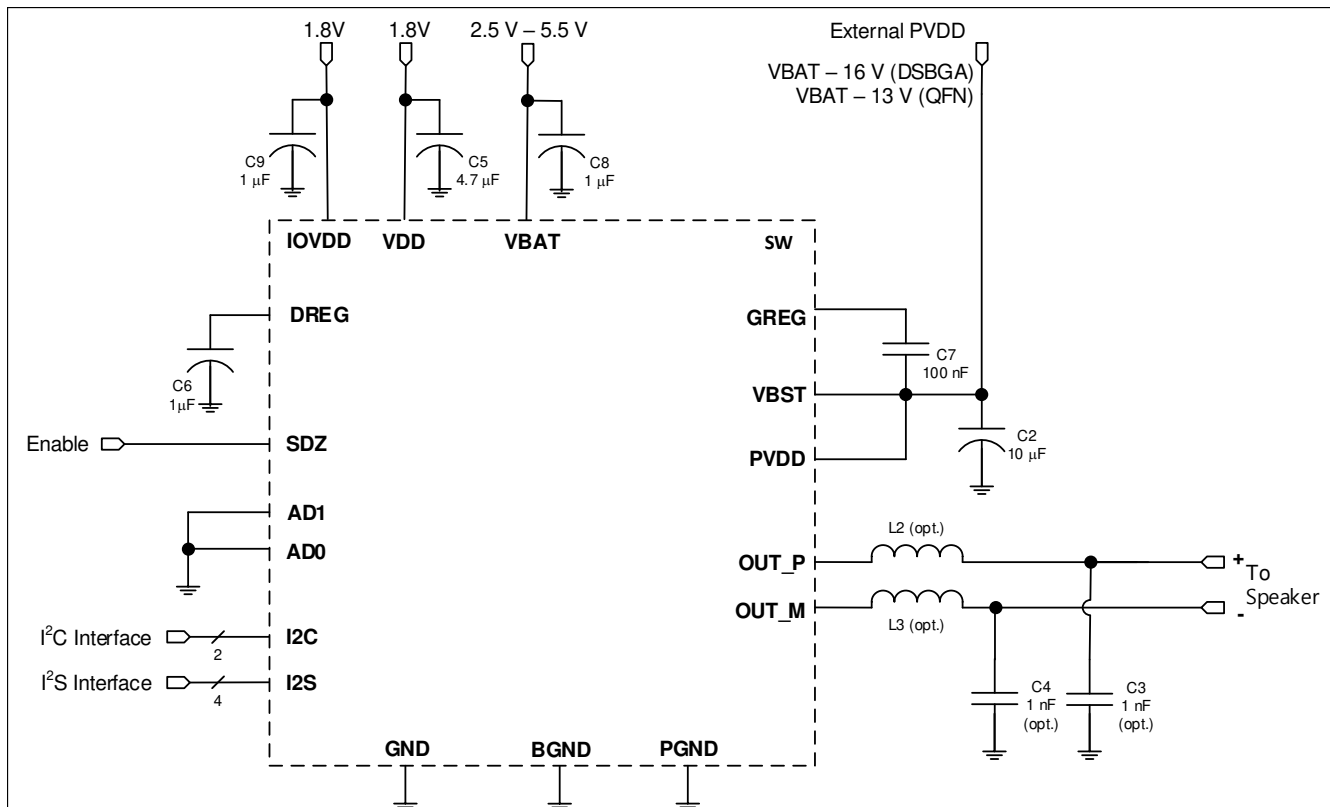 1.8V
1.8V
2.5 V – 5.5 V
External PVDD
VBAT – 16 V (DSBGA)
VBAT – 13 V (QFN)
C9
1 μF
C5
4.7 μF
C8
1 μF
IOVDD
VDD
VBAT
SW
DREG
GREG
C6
1μF
C7
100 nF
VBST
Enable
SDZ
PVDD
C2
10 μF
AD1
AD0
L2 (opt.)
OUT_P
+
To
Speaker
OUT_M
-
L3 (opt.)
I²C Interface
2
I2C
I²S Interface
4
I2S
C4
1 nF
(opt.)
C3
1 nF
(opt.)
GND
BGND
PGND